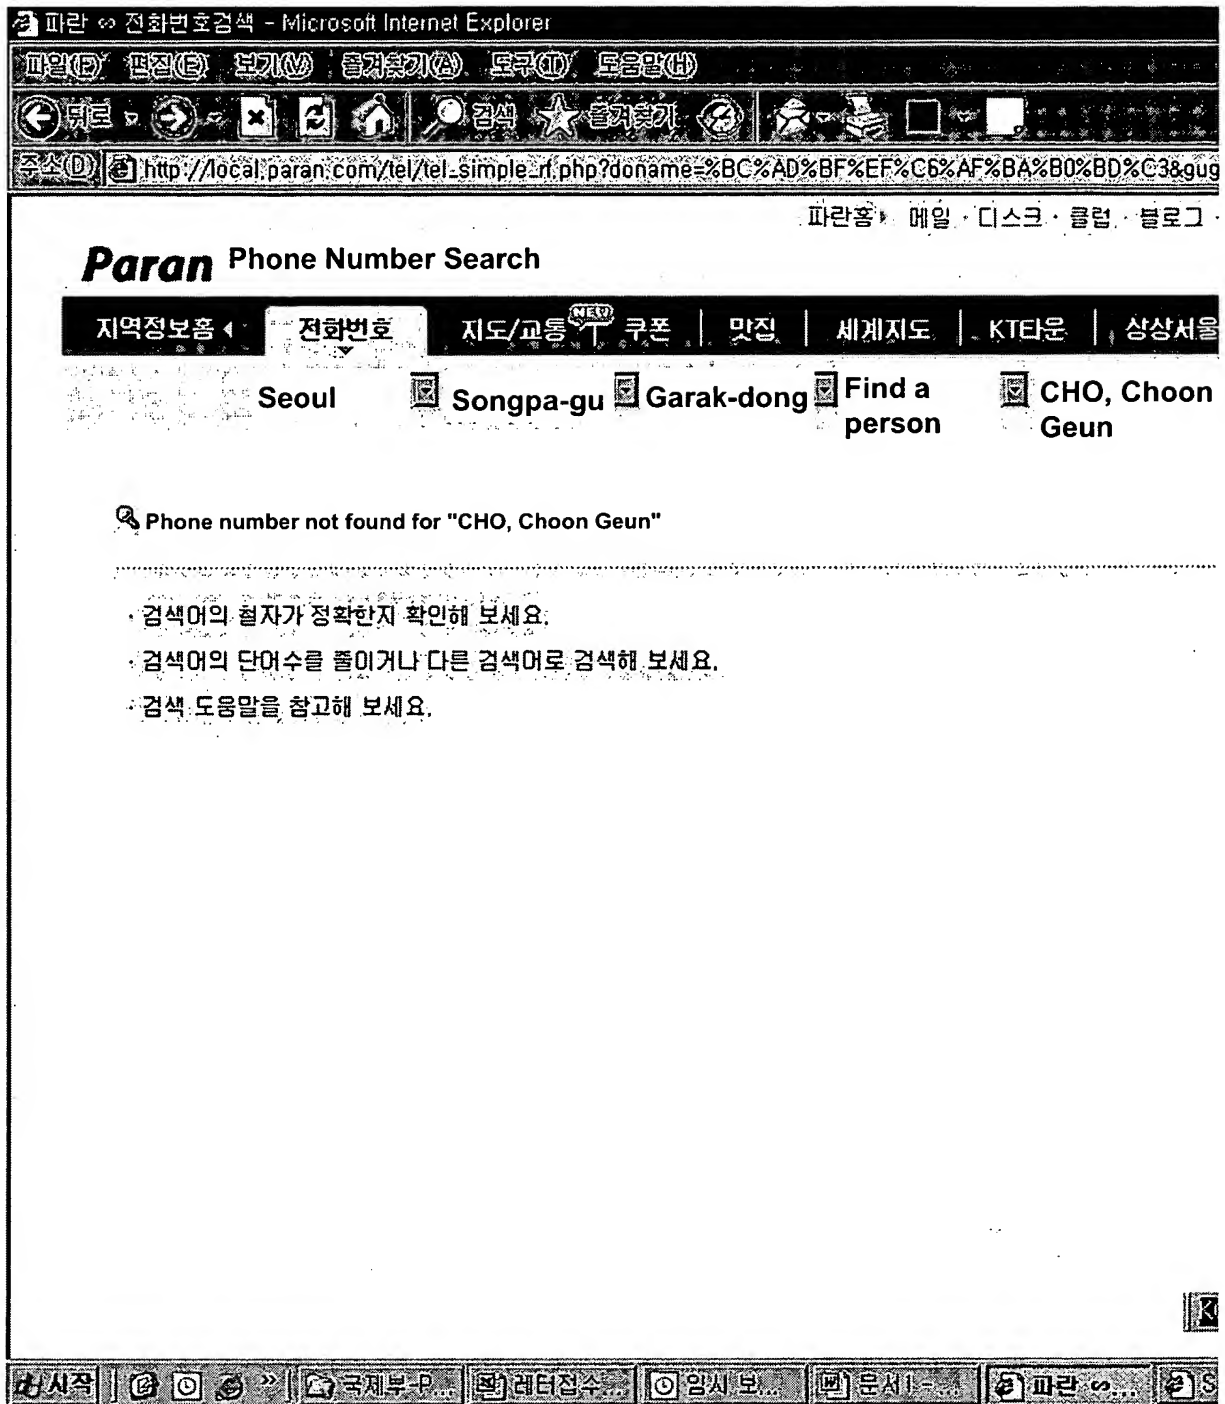 파란 ∞ 전화번호검색 - Microsoft Internet Explorer
파일(F) 편집(E) 보기(V) 즐겨찾기(A) 도구(T) 도움말(H)
뒤로 검색 즐겨찾기
주소(D) http://local.paran.com/tel/tel_simple_rf.php?doname=%BC%AD%BF%EF%C6%AF%BA%B0%BD%C3&gug
파란홈 메일 · 디스크 · 클럽 · 블로그 ·
Paran Phone Number Search
지역정보홈 전화번호 지도/교통 NEW 쿠폰 | 맛집 | 세계지도 | KT타운 | 상상서울
Seoul Songpa-gu Garak-dong Find a person CHO, Choon Geun
Phone number not found for "CHO, Choon Geun"
· 검색어의 철자가 정확한지 확인해 보세요.
· 검색어의 단어수를 줄이거나 다른 검색어로 검색해 보세요.
· 검색 도움말을 참고해 보세요.
시작 국제부-P... 레터접수... 임시 보... 문서1 -... 파란 ∞... S